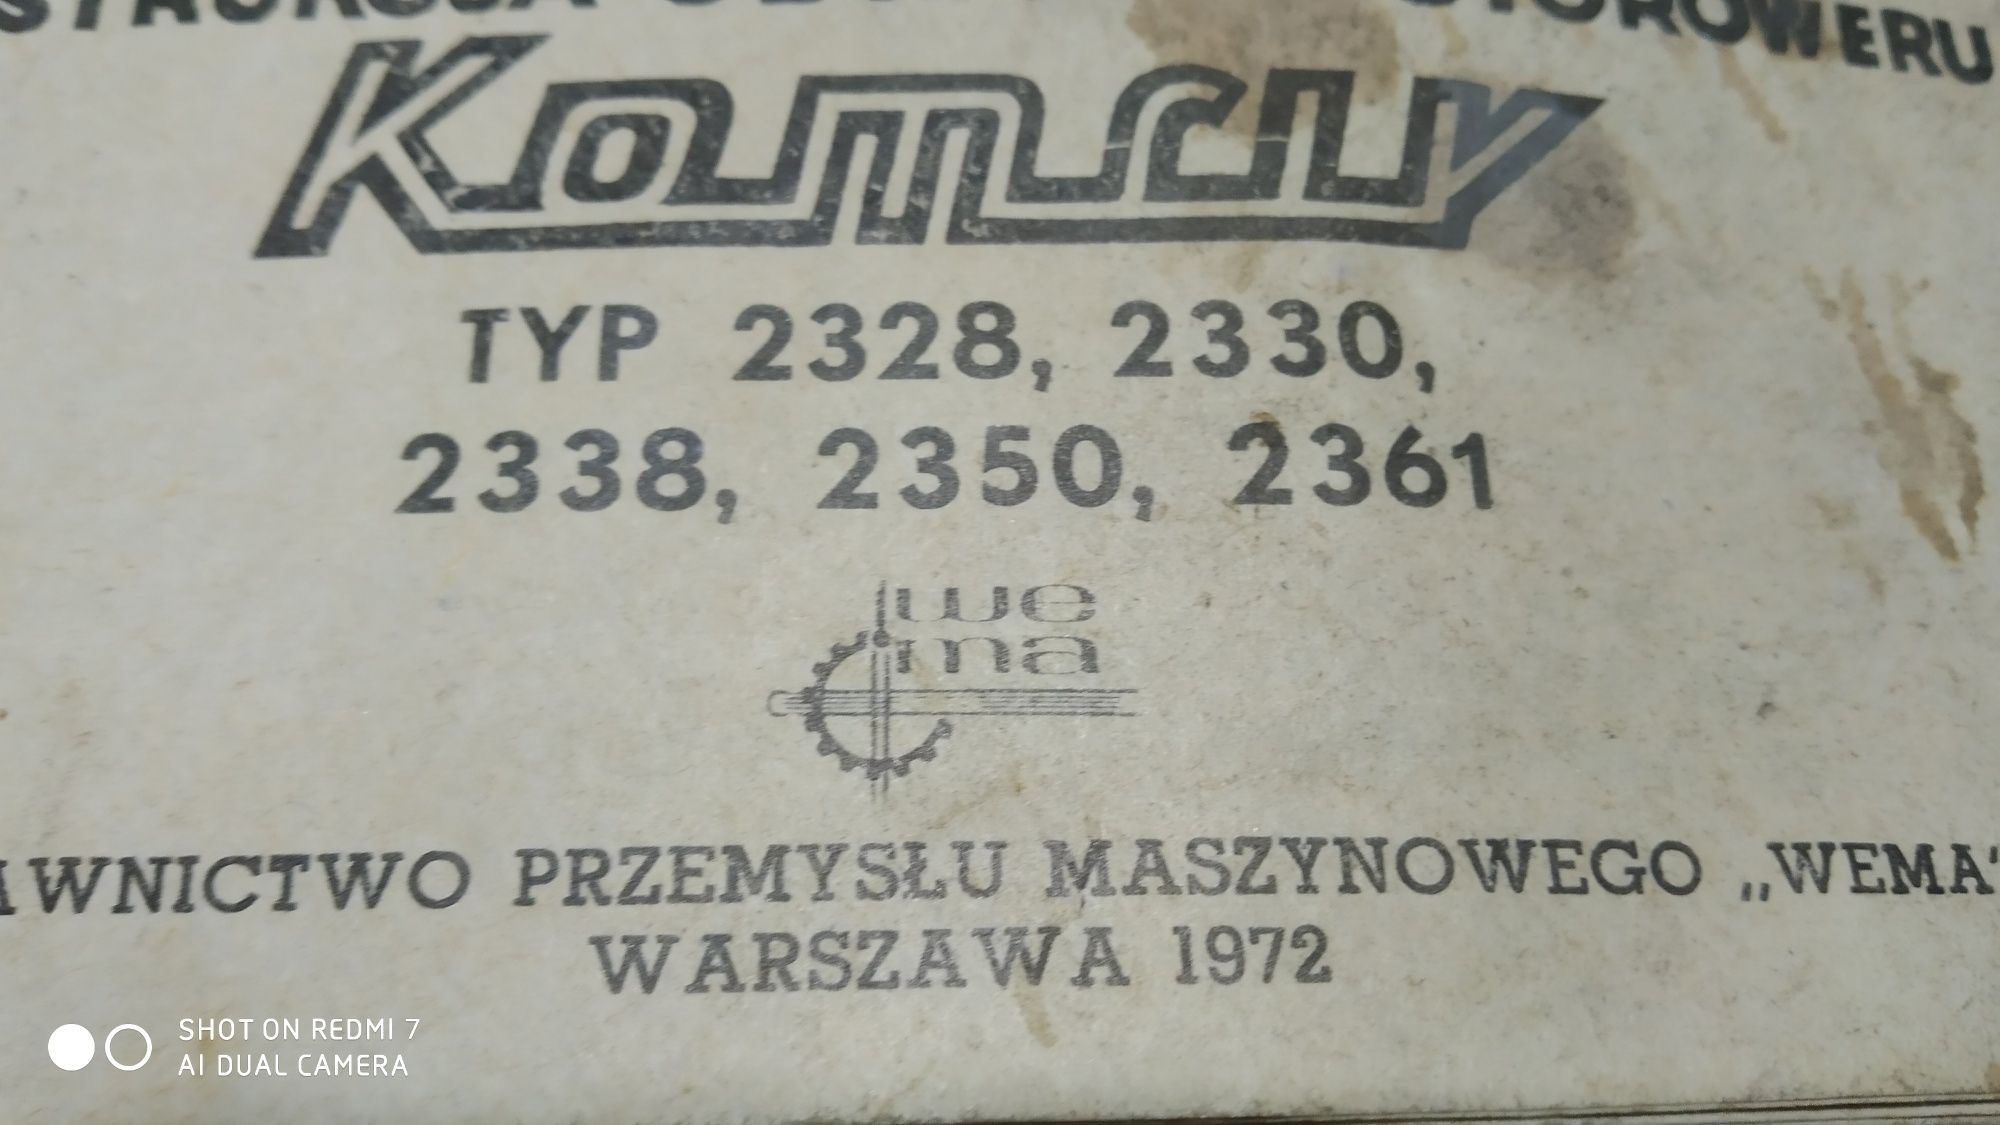 Komar
TYP 2328, 2330,
2338, 2350, 2361
we
ma
PRZEMYSŁU MASZYNOWEGO „WEMA"
WARSZAWA 1972
SHOT ON REDMI 7
AI DUAL CAMERA